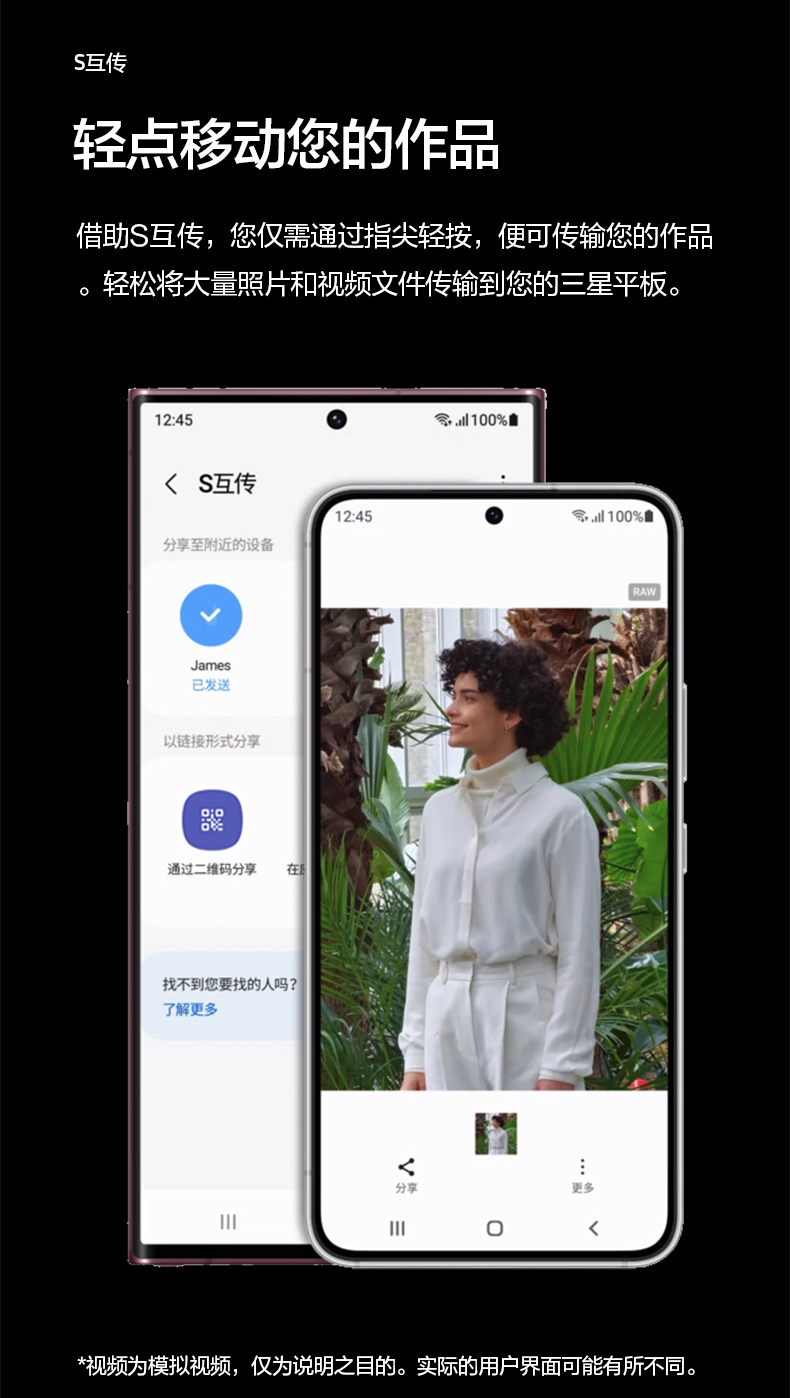 S互传
轻点移动您的作品
借助S互传，您仅需通过指尖轻按，便可传输您的作品
。轻松将大量照片和视频文件传输到您的三星平板。
12:45
100%
S互传
分享至附近的设备
James
已发送
以链接形式分享
通过二维码分享
在
找不到您要找的人吗？
了解更多
12:45
100%
RAW
分享
更多
*视频为模拟视频，仅为说明之目的。实际的用户界面可能有所不同。